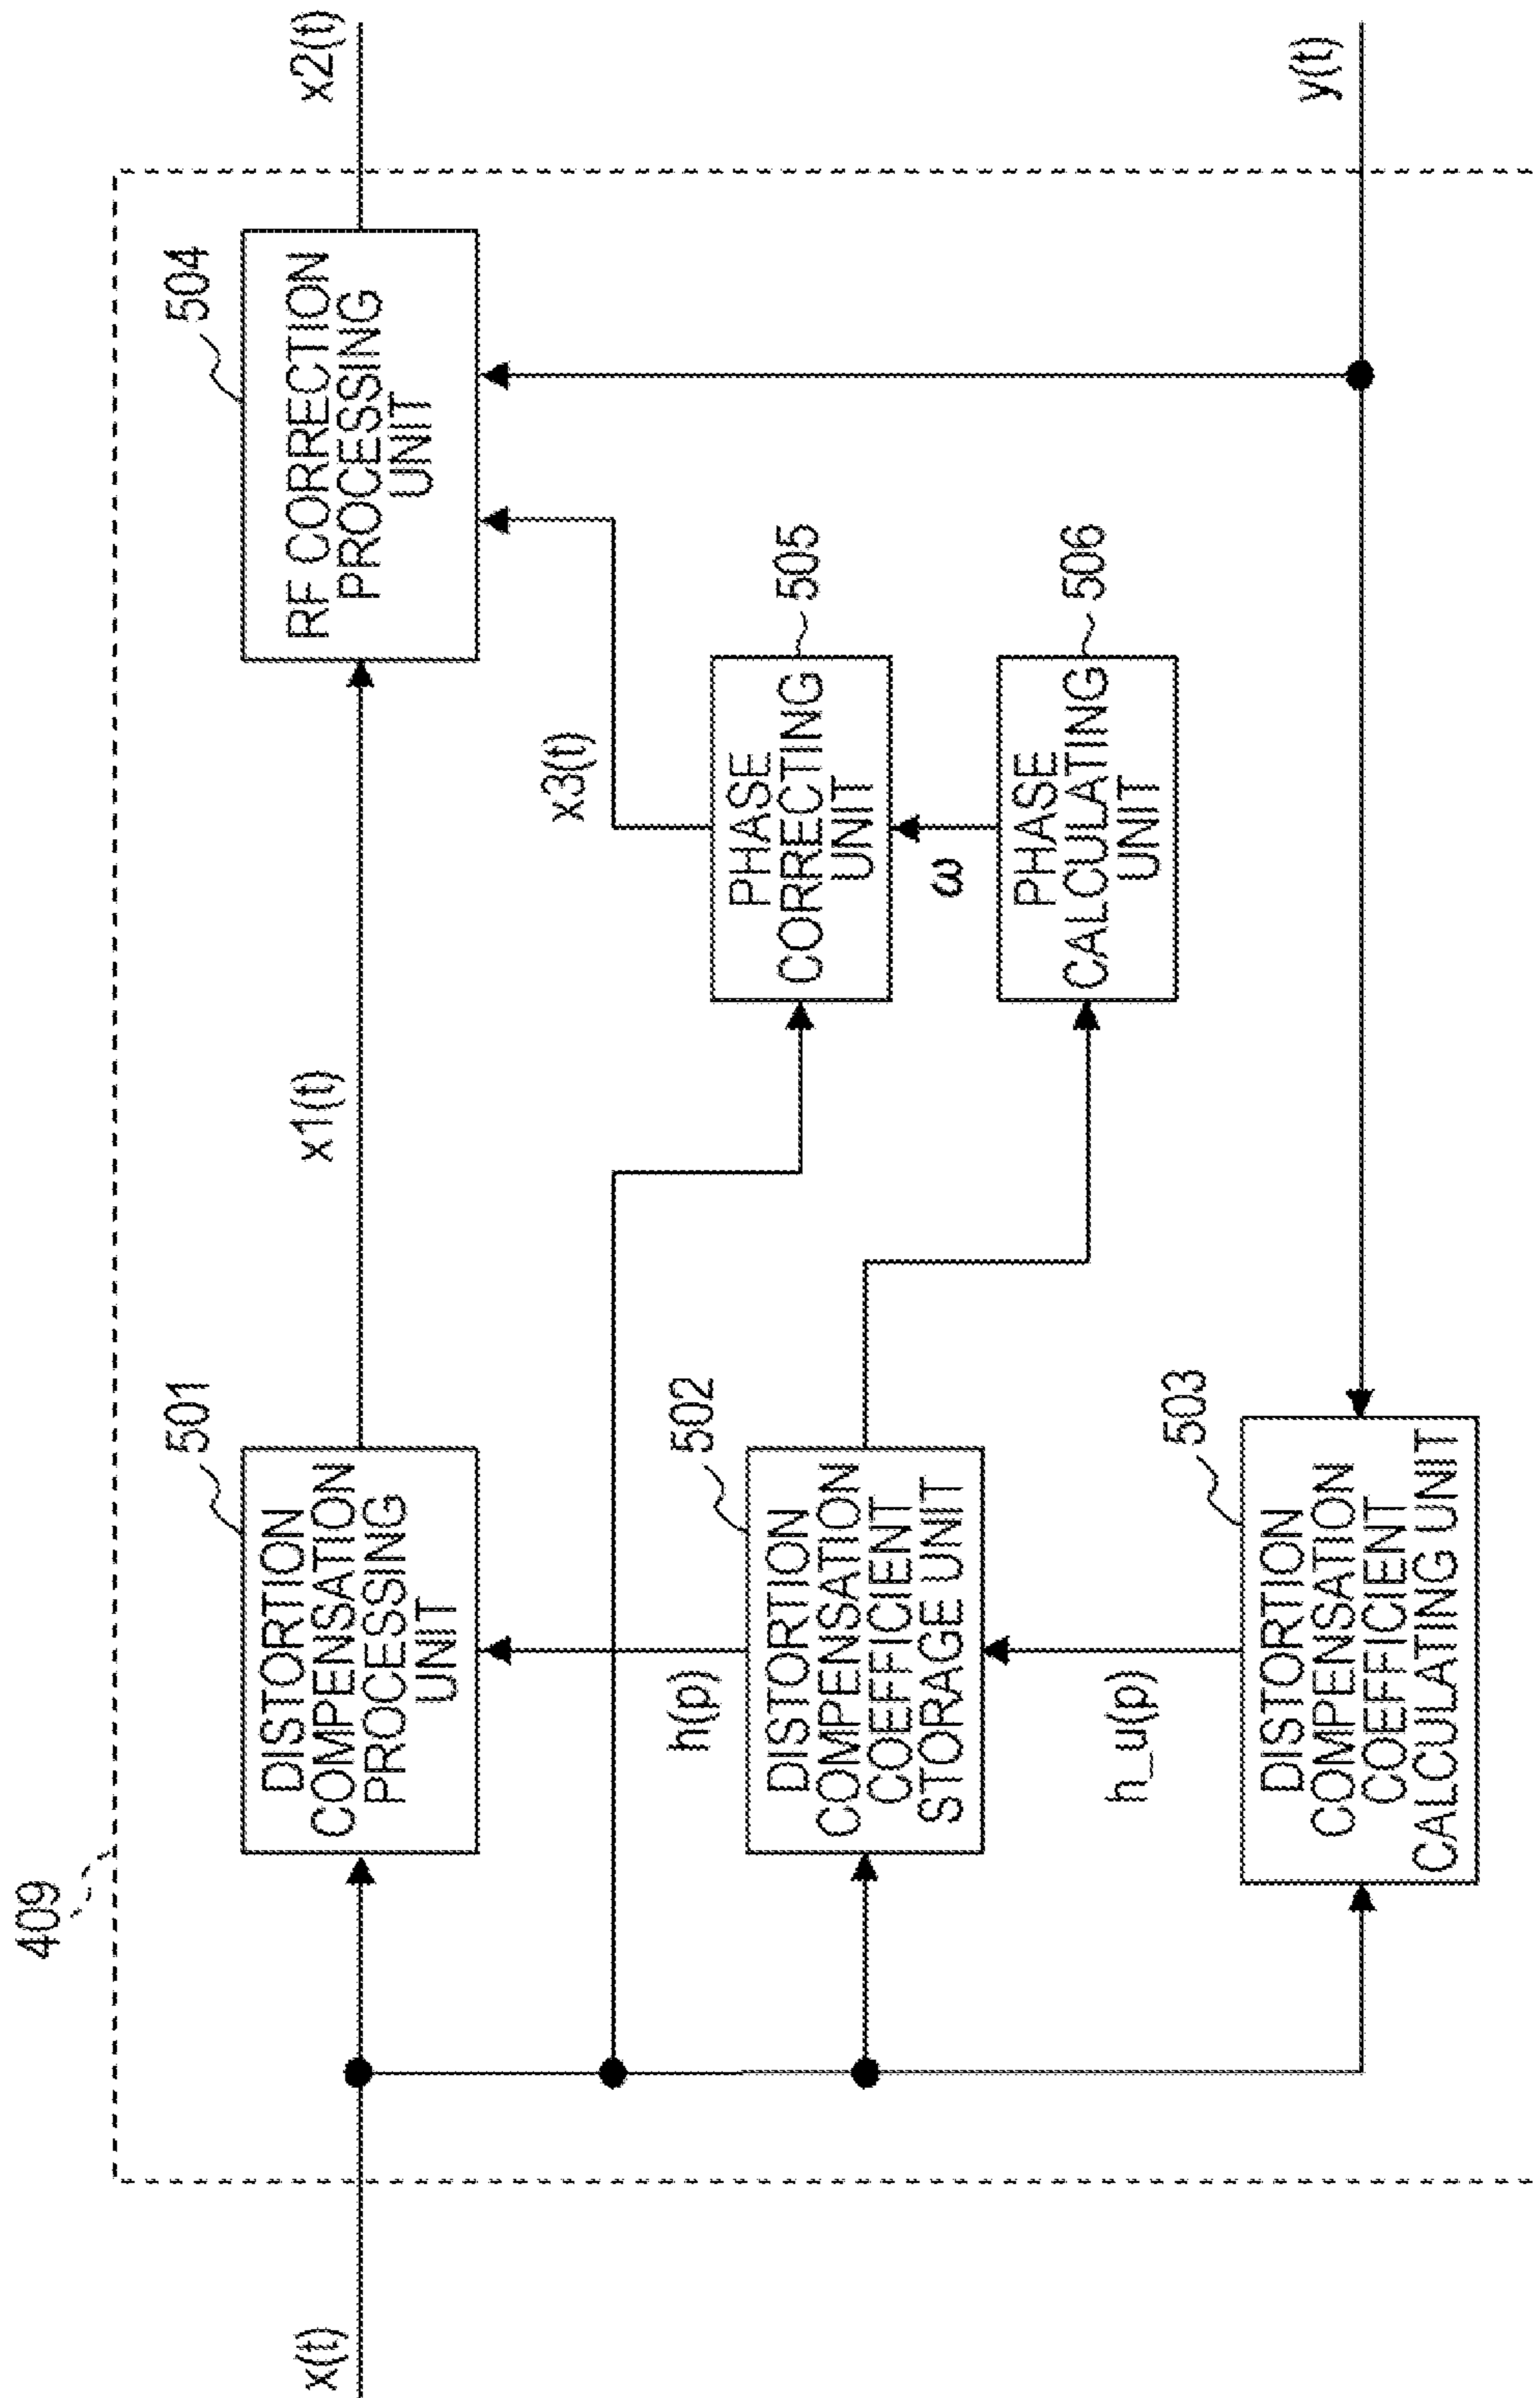 409
x(t)
501
DISTORTION
COMPENSATION
PROCESSING
UNIT
x1(t)
504
RF CORRECTION
PROCESSING
UNIT
x2(t)
h(p)
502
DISTORTION
COMPENSATION
COEFFICIENT
STORAGE UNIT
x3(t)
505
PHASE
CORRECTING
UNIT
ω
506
PHASE
CALCULATING
UNIT
h_u(p)
503
DISTORTION
COMPENSATION
COEFFICIENT
CALCULATING UNIT
y(t)